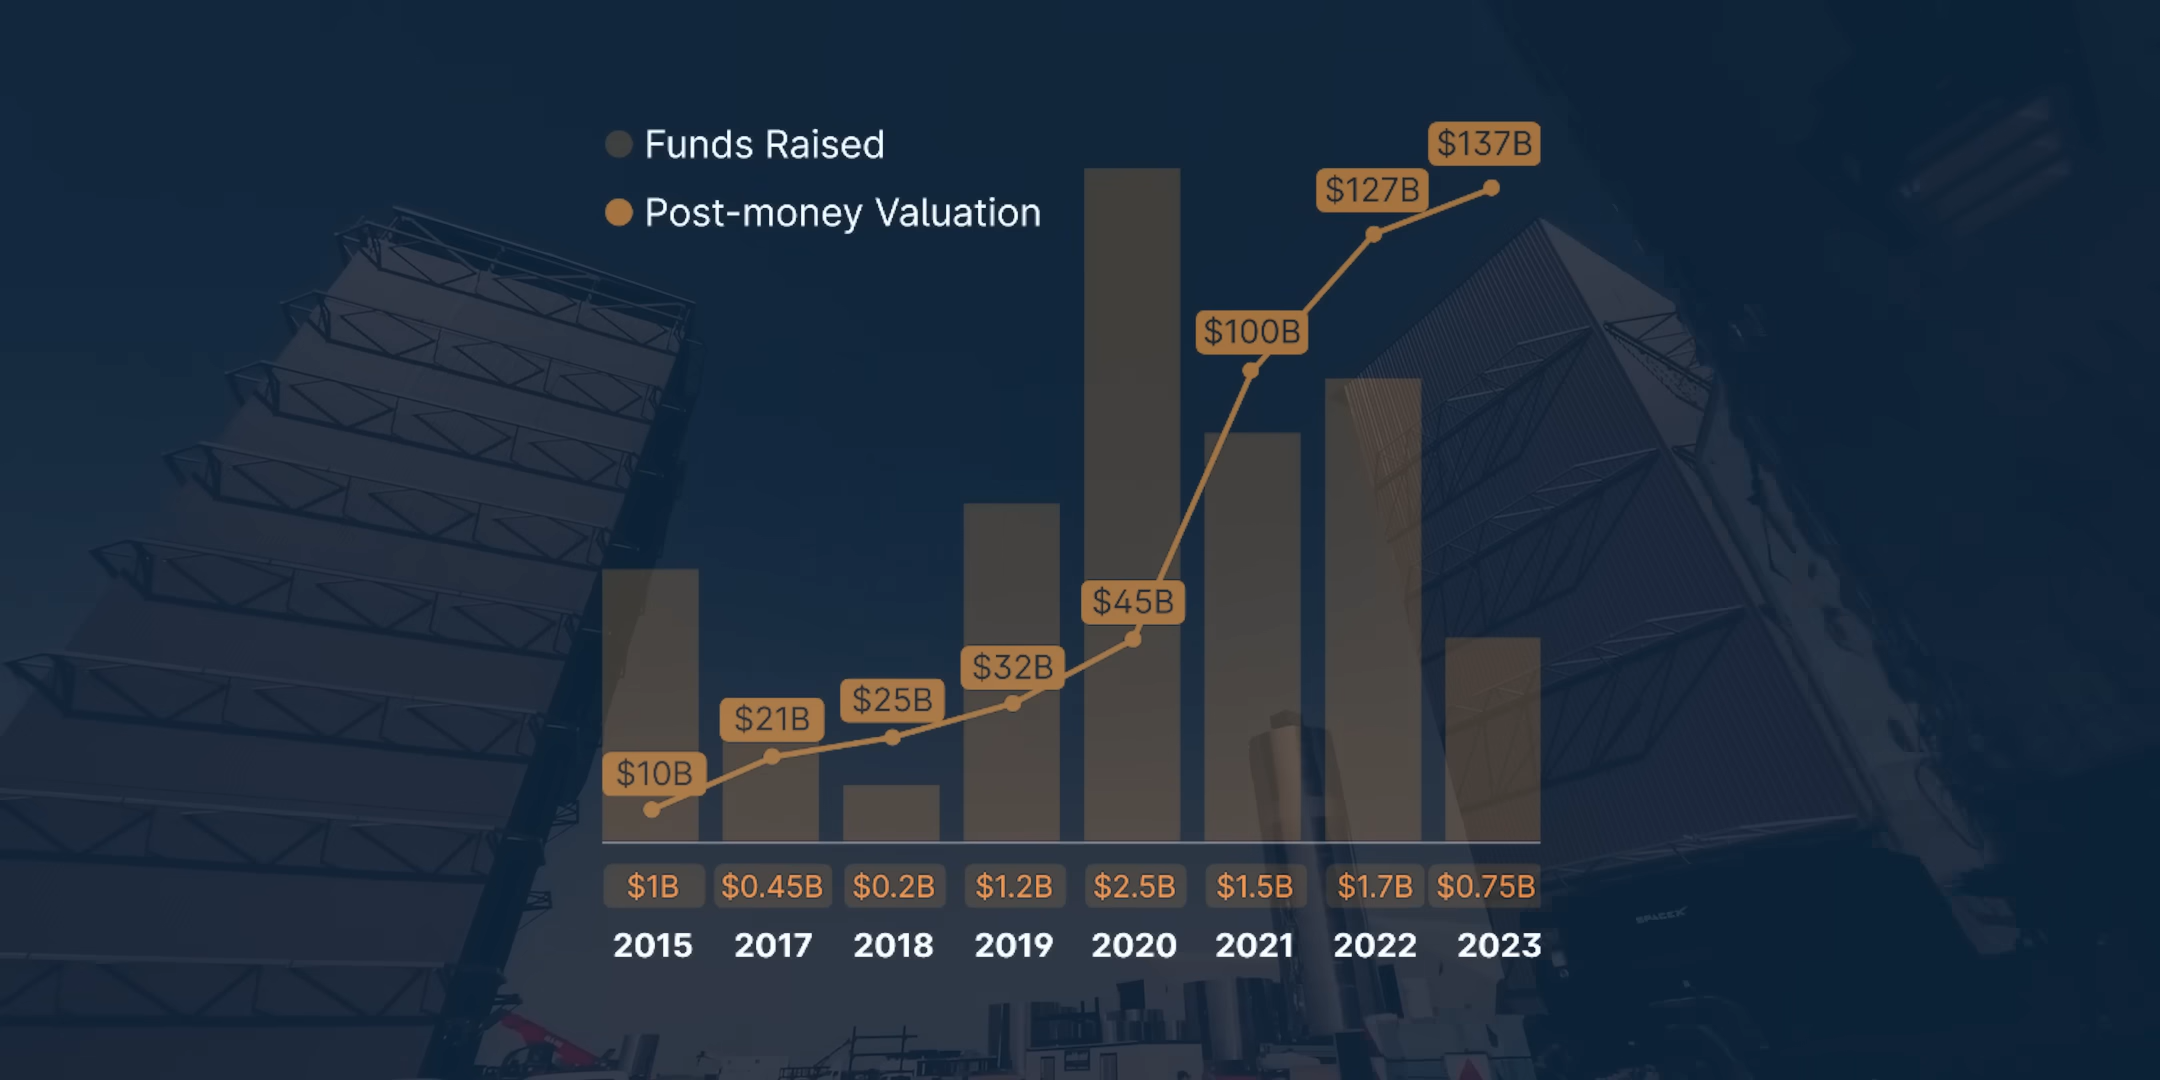 Funds Raised
Post-money Valuation
$137B
$127B
$100B
$45B
$32B
$25B
$21B
$10B
$1B $0.45B $0.2B $1.2B $2.5B $1.5B $1.7B $0.75B
2015 2017 2018 2019 2020 2021 2022 2023
SPACEX